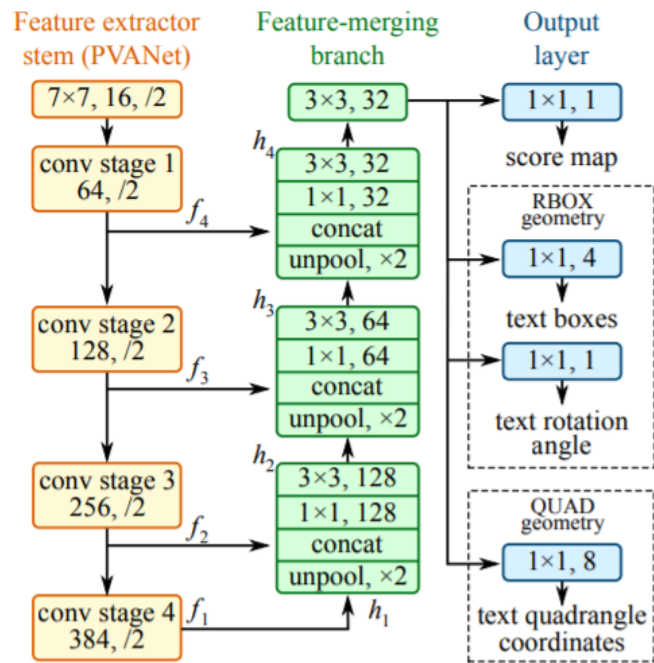 Feature extractor
stem (PVANet)
7×7, 16, /2
conv stage 1
64, /2
f₄
conv stage 2
128, /2
f₃
conv stage 3
256, /2
f₂
conv stage 4
384, /2
f₁
Feature-merging
branch
3×3, 32
h₄
3×3, 32
1×1, 32
concat
unpool, ×2
h₃
3×3, 64
1×1, 64
concat
unpool, ×2
h₂
3×3, 128
1×1, 128
concat
unpool, ×2
h₁
Output
layer
1×1, 1
score map
RBOX
geometry
1×1, 4
text boxes
1×1, 1
text rotation
angle
QUAD
geometry
1×1, 8
text quadrangle
coordinates